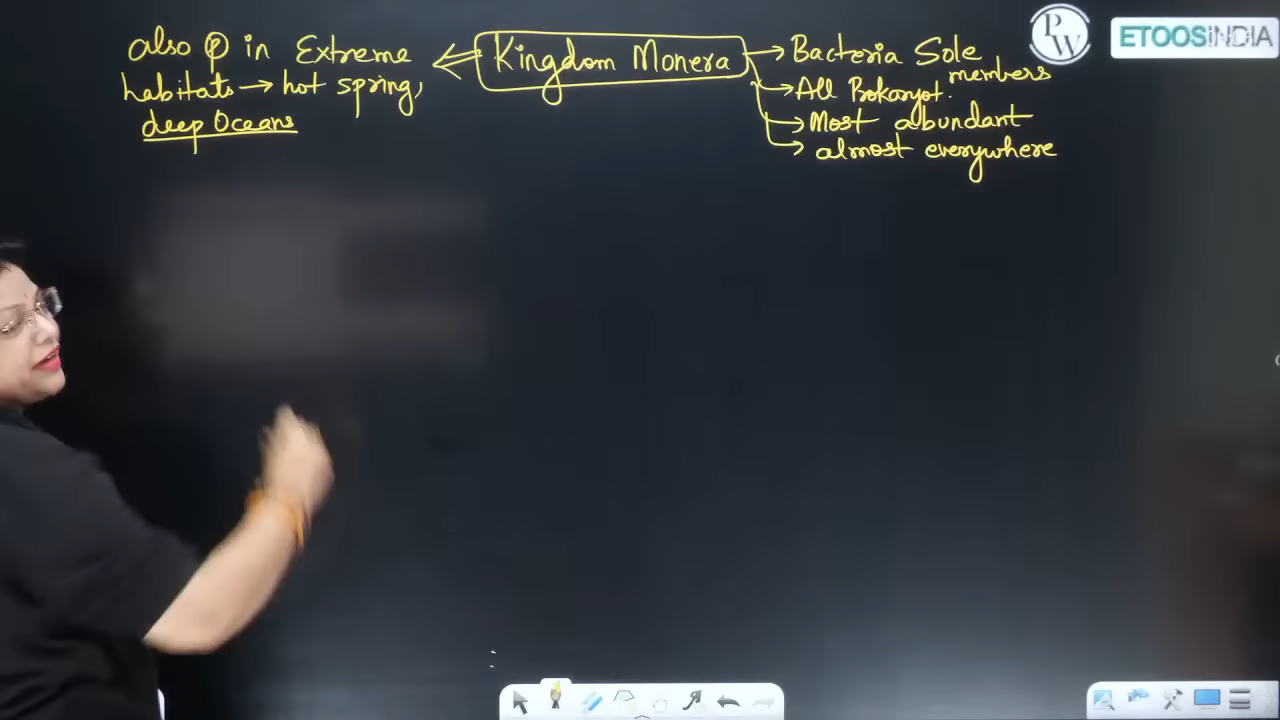 also (P) in Extreme
habitats → hot spring,
deep Oceans
Kingdom Monera
→ Bacteria Sole
members
→ All Prokaryot.
→ Most abundant
→ almost everywhere
PW
ETOOSINDIA